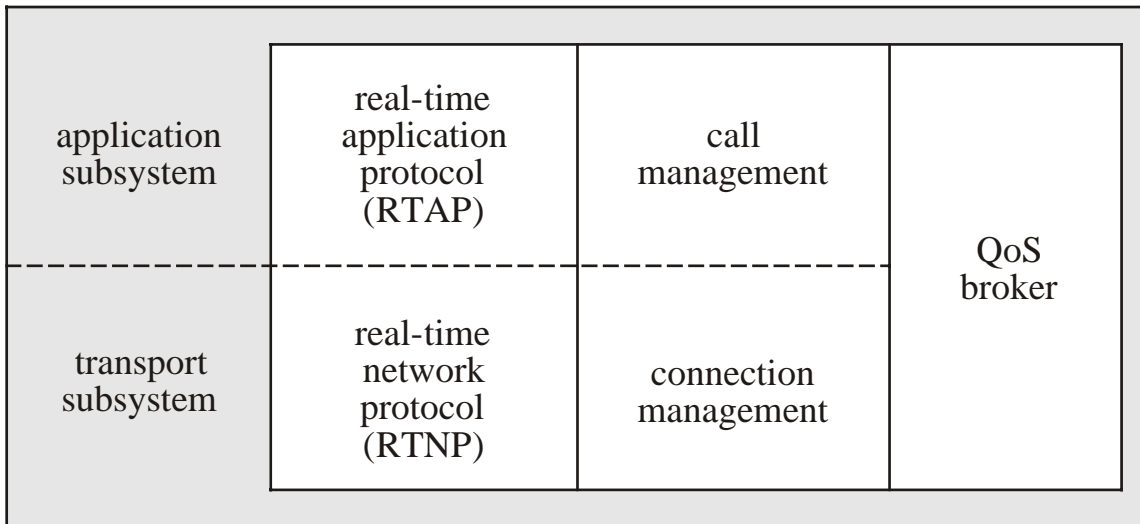 application
subsystem
real-time
application
protocol
(RTAP)
call
management
QoS
broker
transport
subsystem
real-time
network
protocol
(RTNP)
connection
management